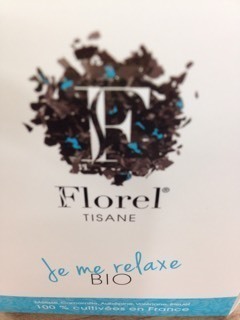 F
Florel®
TISANE
Je me relaxe
BIO
100 % cultivées en France